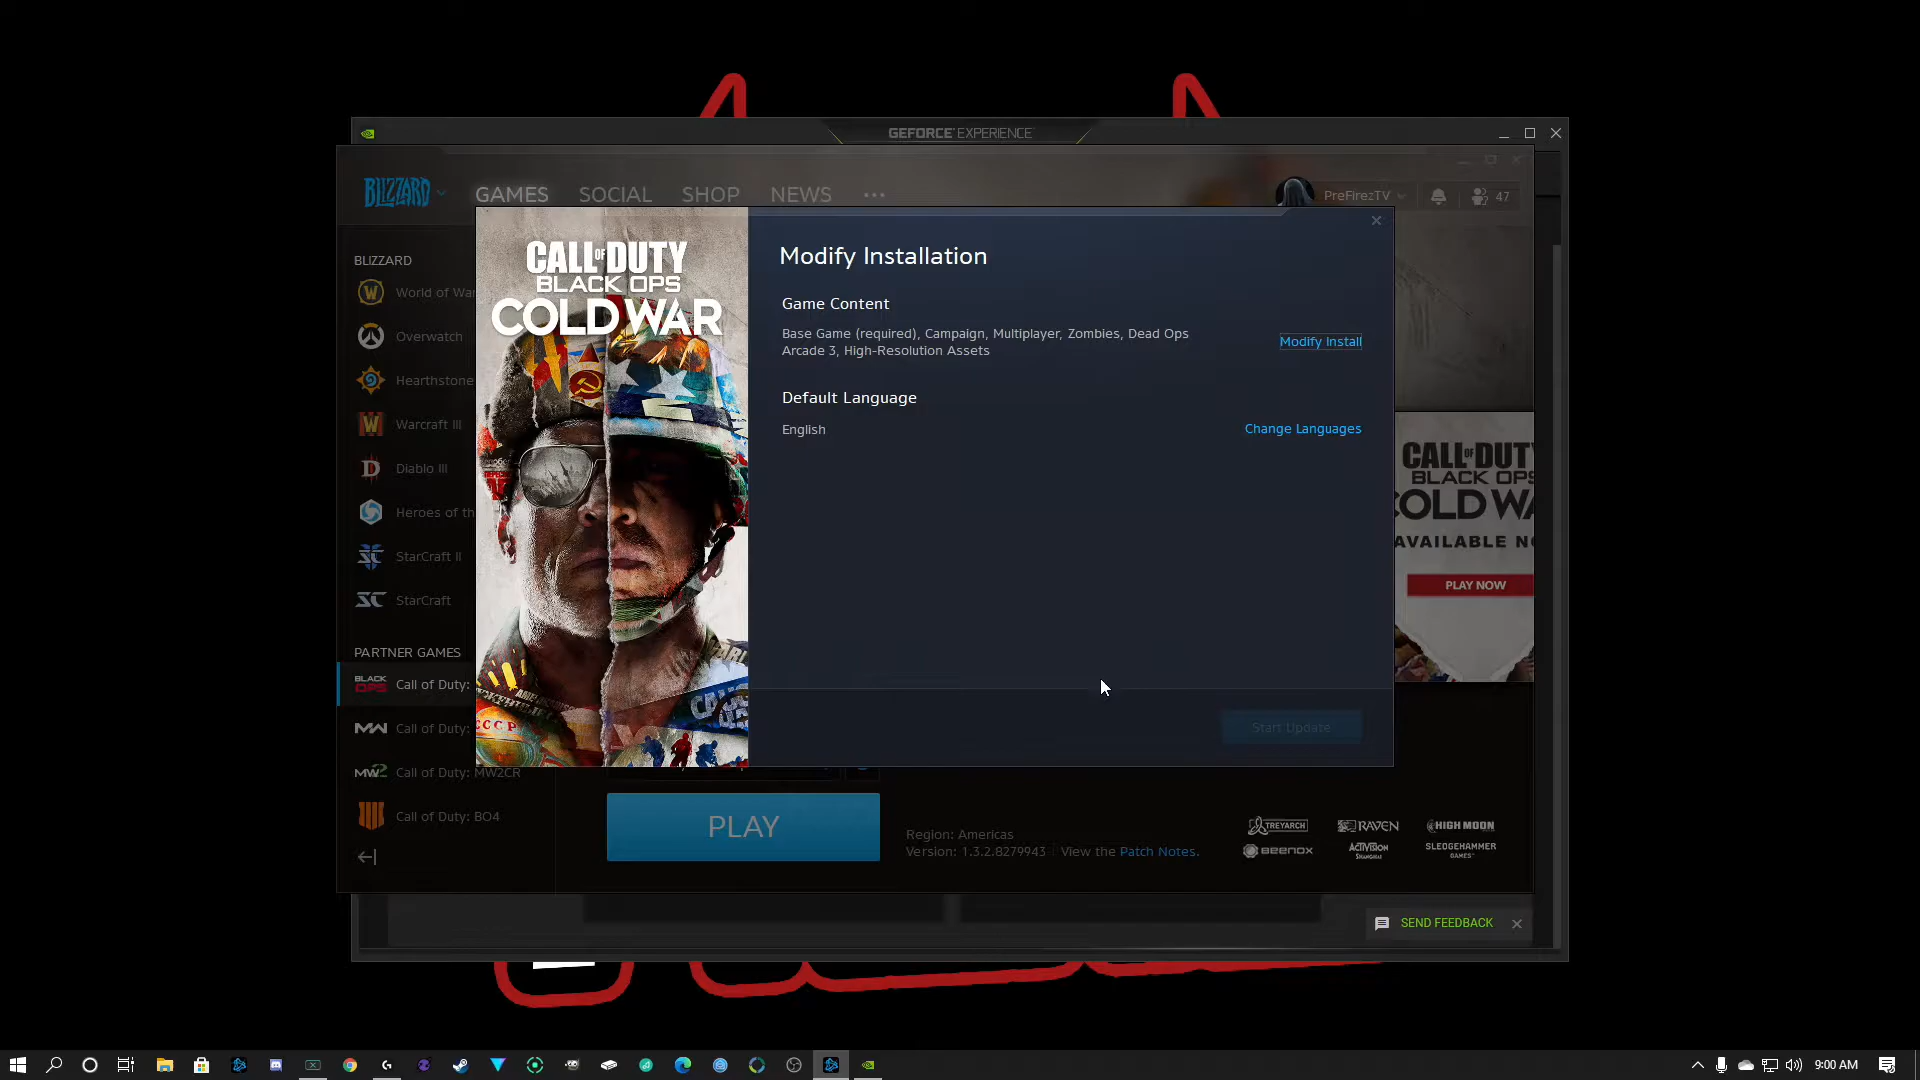 GEFORCE EXPERIENCE
BLIZZARD
GAMES
SOCIAL
SHOP
NEWS
PreFirezTV
47
BLIZZARD
World of War
Overwatch
Hearthstone
Warcraft III
Diablo III
Heroes of th
StarCraft II
StarCraft
PARTNER GAMES
Call of Duty:
Call of Duty:
Call of Duty: MW2CR
Call of Duty: BO4
CALL OF DUTY
BLACK OPS
COLD WAR
CCCP
Modify Installation
Game Content
Base Game (required), Campaign, Multiplayer, Zombies, Dead Ops
Arcade 3, High-Resolution Assets
Modify Install
Default Language
English
Change Languages
Start Update
CALL OF DUTY
BLACK OPS
COLD WA
AVAILABLE NO
PLAY NOW
PLAY
Region: Americas
Version: 1.3.2.8279943
View the Patch Notes.
TREYARCH
RAVEN
HIGH MOON
BEENOX
ACTIVISION
SHANGHAI
SLEDGEHAMMER
GAMES
SEND FEEDBACK
9:00 AM